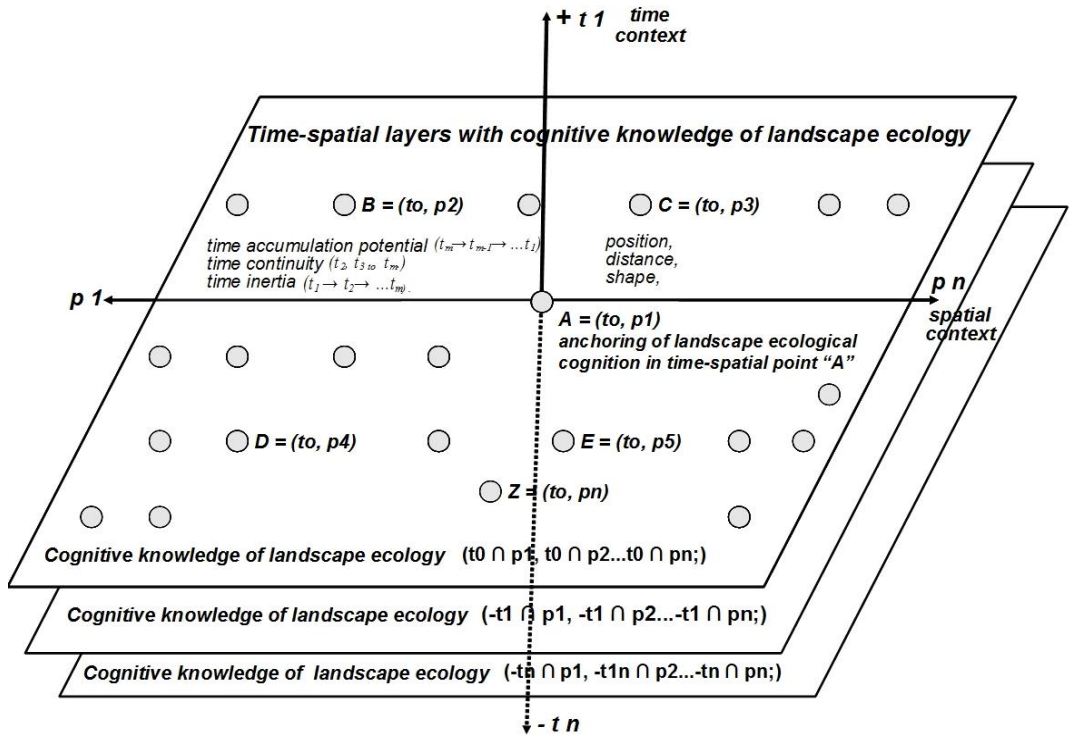 + t 1 time
context
Time-spatial layers with cognitive knowledge of landscape ecology
B = (to, p2)
C = (to, p3)
time accumulation potential (tₘ→ tₘ₋₁→ ...t₁)
time continuity (t₂, t₃ ₜₒ tₘ.)
time inertia (t₁→ t₂→ ...tₘ) .
position,
distance,
shape,
p 1
p n
spatial
context
A = (to, p1)
anchoring of landscape ecological
cognition in time-spatial point “A”
D = (to, p4)
E = (to, p5)
Z = (to, pn)
Cognitive knowledge of landscape ecology (t0 ∩ p1, t0 ∩ p2...t0 ∩ pn;)
Cognitive knowledge of landscape ecology (-t1 ∩ p1, -t1 ∩ p2...-t1 ∩ pn;)
Cognitive knowledge of landscape ecology (-tn ∩ p1, -t1n ∩ p2...-tn ∩ pn;)
- t n